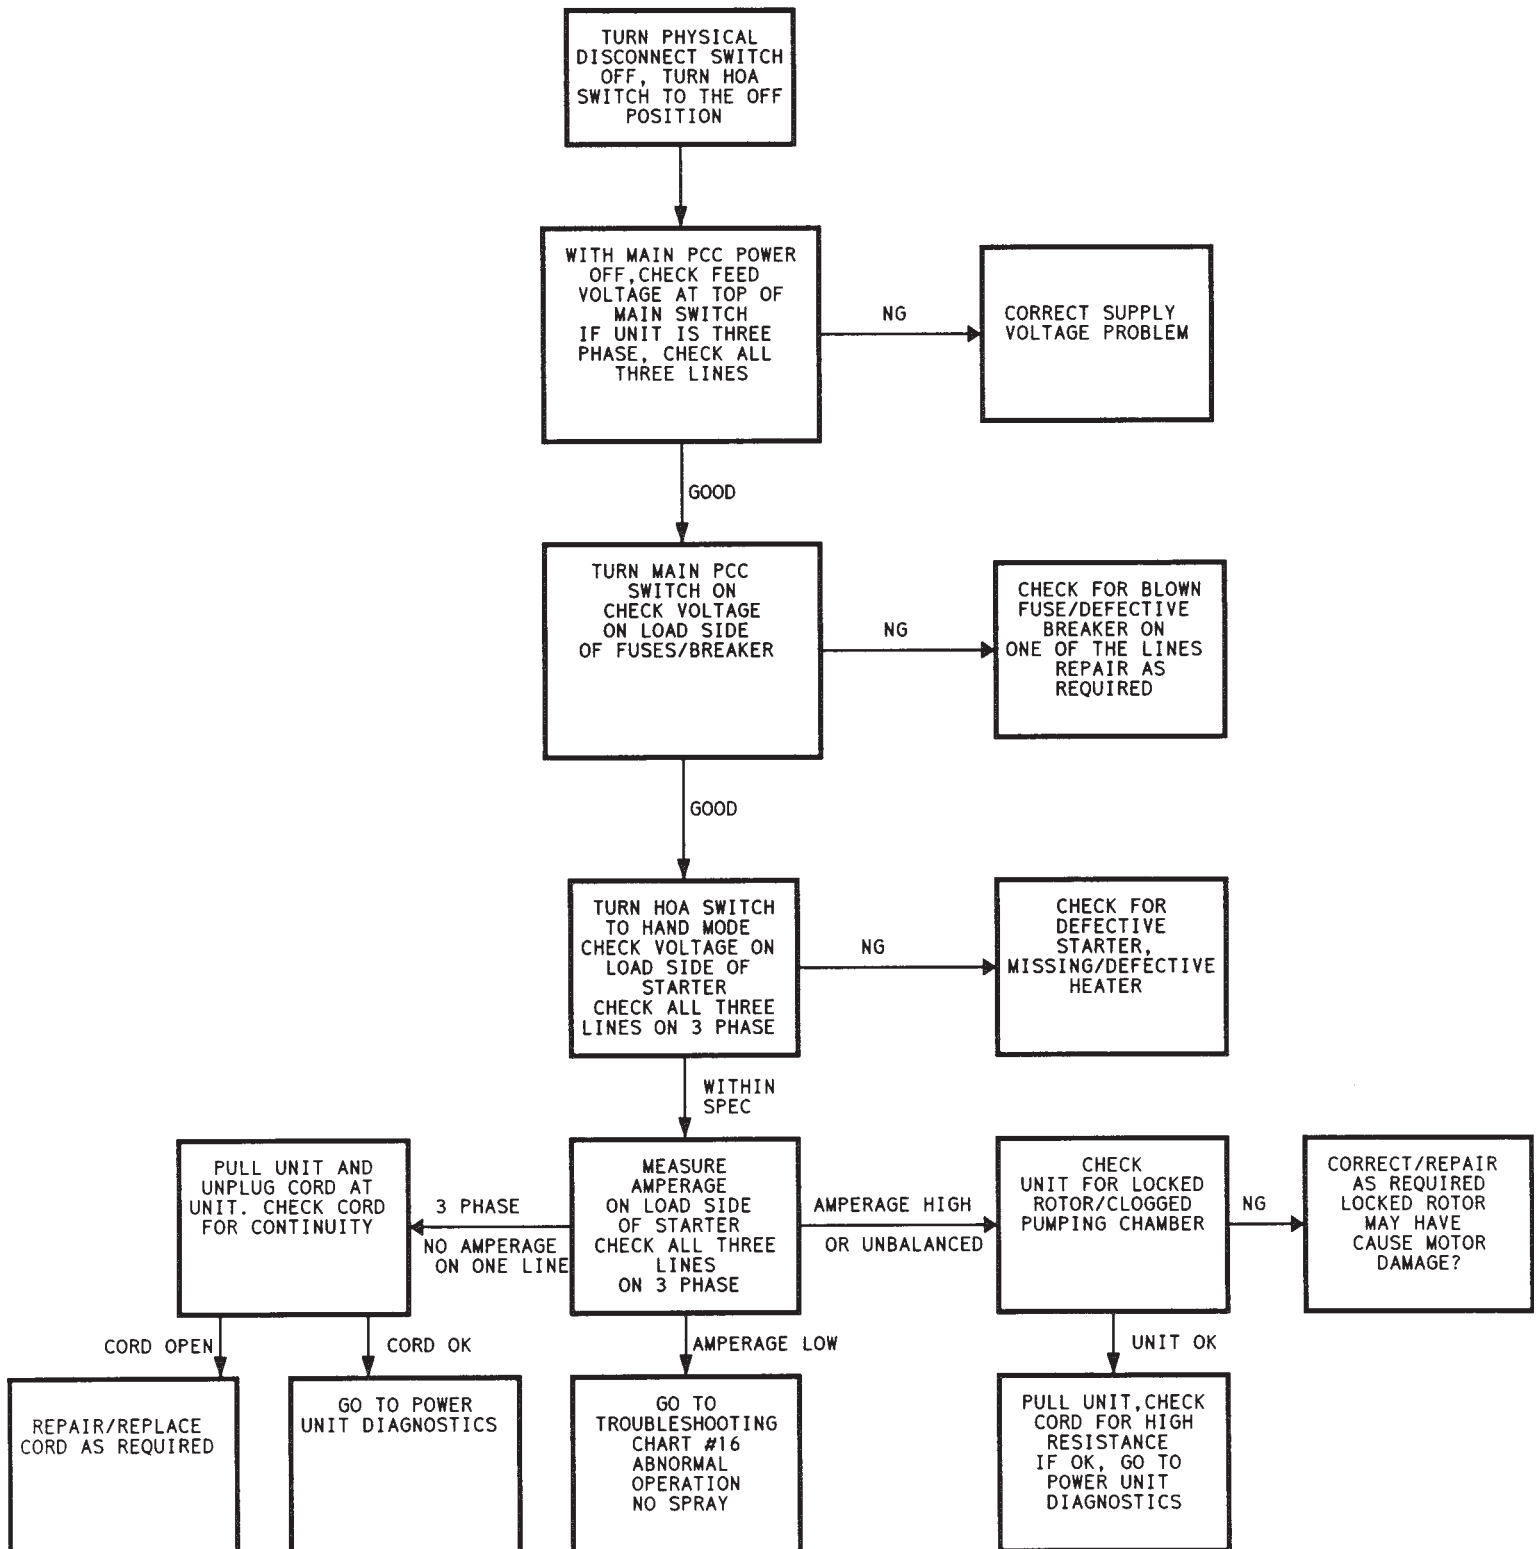 TURN PHYSICAL
DISCONNECT SWITCH
OFF, TURN HOA
SWITCH TO THE OFF
POSITION
WITH MAIN PCC POWER
OFF,CHECK FEED
VOLTAGE AT TOP OF
MAIN SWITCH
IF UNIT IS THREE
PHASE, CHECK ALL
THREE LINES
NG
CORRECT SUPPLY
VOLTAGE PROBLEM
GOOD
TURN MAIN PCC
SWITCH ON
CHECK VOLTAGE
ON LOAD SIDE
OF FUSES/BREAKER
NG
CHECK FOR BLOWN
FUSE/DEFECTIVE
BREAKER ON
ONE OF THE LINES
REPAIR AS
REQUIRED
GOOD
TURN HOA SWITCH
TO HAND MODE
CHECK VOLTAGE ON
LOAD SIDE OF
STARTER
CHECK ALL THREE
LINES ON 3 PHASE
NG
CHECK FOR
DEFECTIVE
STARTER,
MISSING/DEFECTIVE
HEATER
WITHIN
SPEC
PULL UNIT AND
UNPLUG CORD AT
UNIT. CHECK CORD
FOR CONTINUITY
3 PHASE
NO AMPERAGE
ON ONE LINE
MEASURE
AMPERAGE
ON LOAD SIDE
OF STARTER
CHECK ALL THREE
LINES
ON 3 PHASE
AMPERAGE HIGH
OR UNBALANCED
CHECK
UNIT FOR LOCKED
ROTOR/CLOGGED
PUMPING CHAMBER
NG
CORRECT/REPAIR
AS REQUIRED
LOCKED ROTOR
MAY HAVE
CAUSE MOTOR
DAMAGE?
CORD OPEN
CORD OK
AMPERAGE LOW
UNIT OK
REPAIR/REPLACE
CORD AS REQUIRED
GO TO POWER
UNIT DIAGNOSTICS
GO TO
TROUBLESHOOTING
CHART #16
ABNORMAL
OPERATION
NO SPRAY
PULL UNIT,CHECK
CORD FOR HIGH
RESISTANCE
IF OK, GO TO
POWER UNIT
DIAGNOSTICS